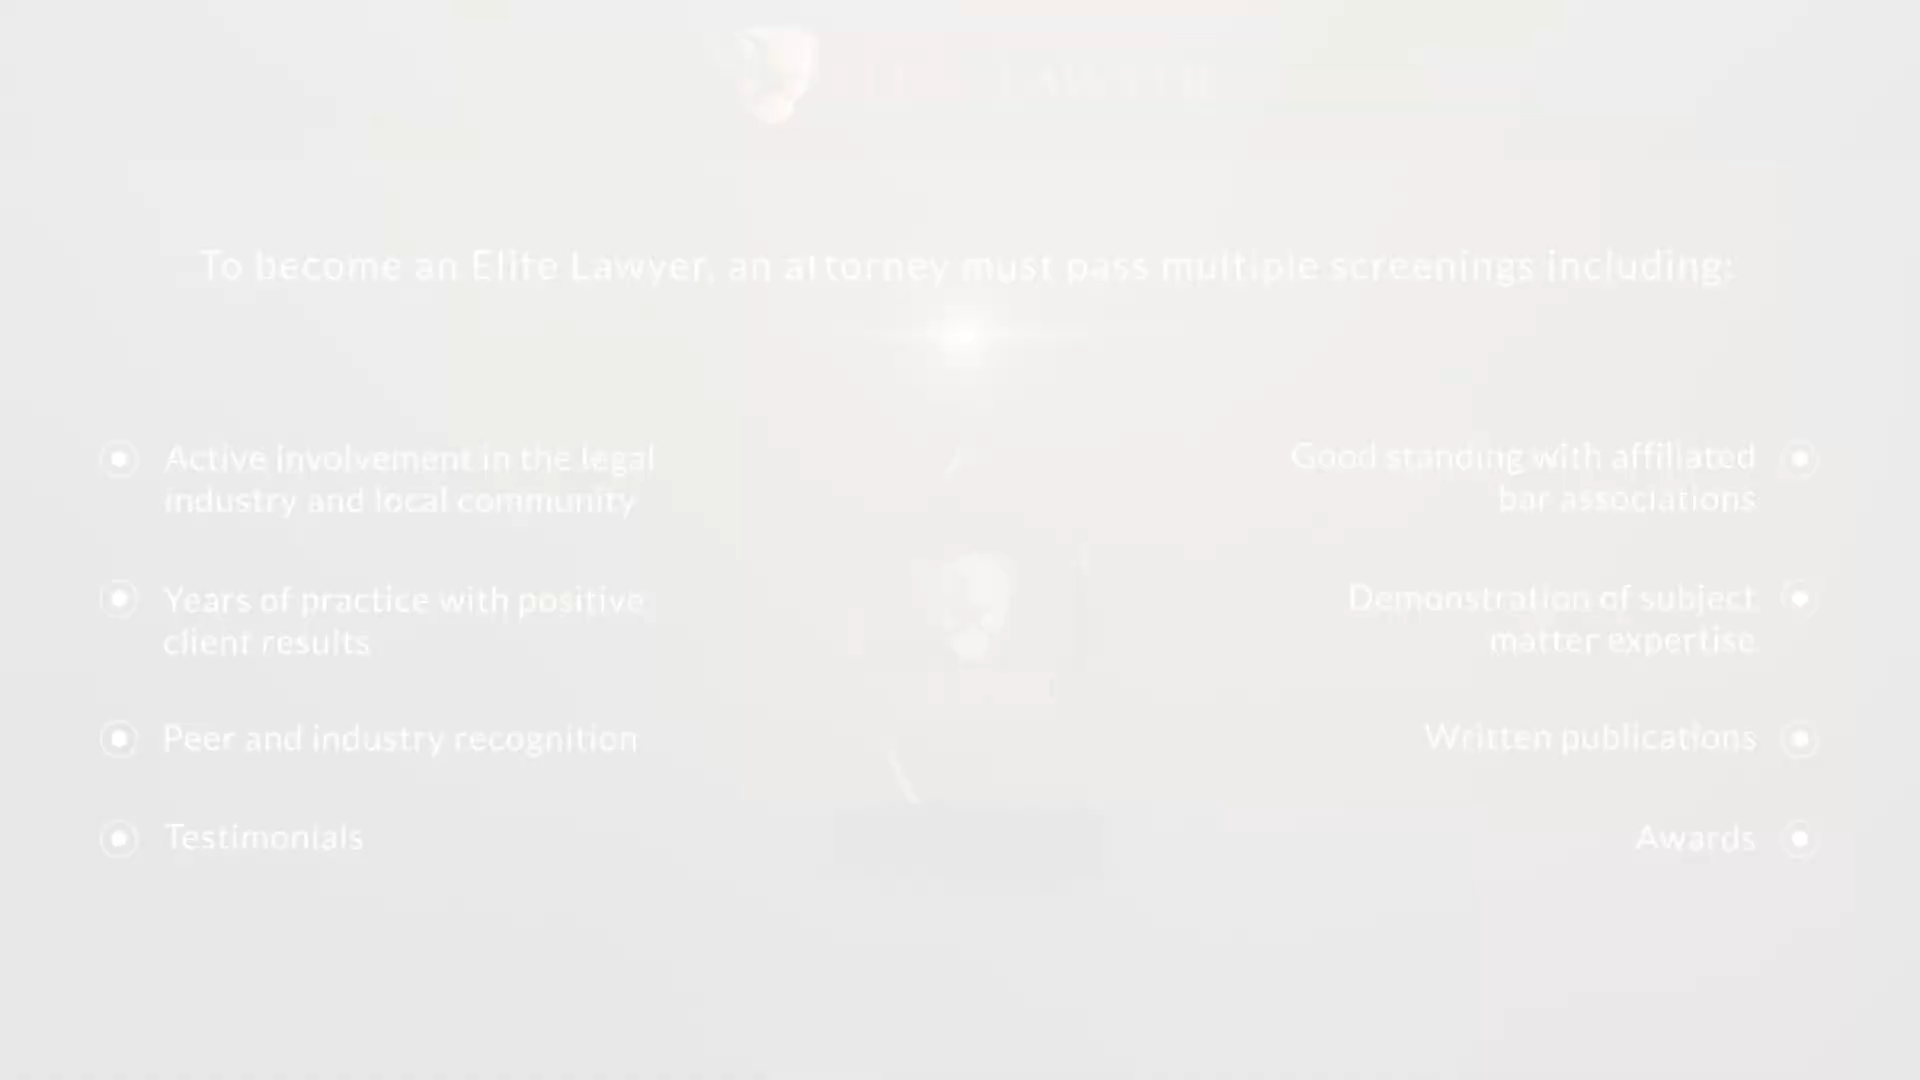 LAWYER
To become an Elite Lawyer, an attorney must pass multiple screenings including:
Active involvement in the legal
industry and local community
Years of practice with positive
client results
Peer and industry recognition
Testimonials
Good standing with affiliated
bar associations
Demonstration of subject
matter expertise
Written publications
Awards